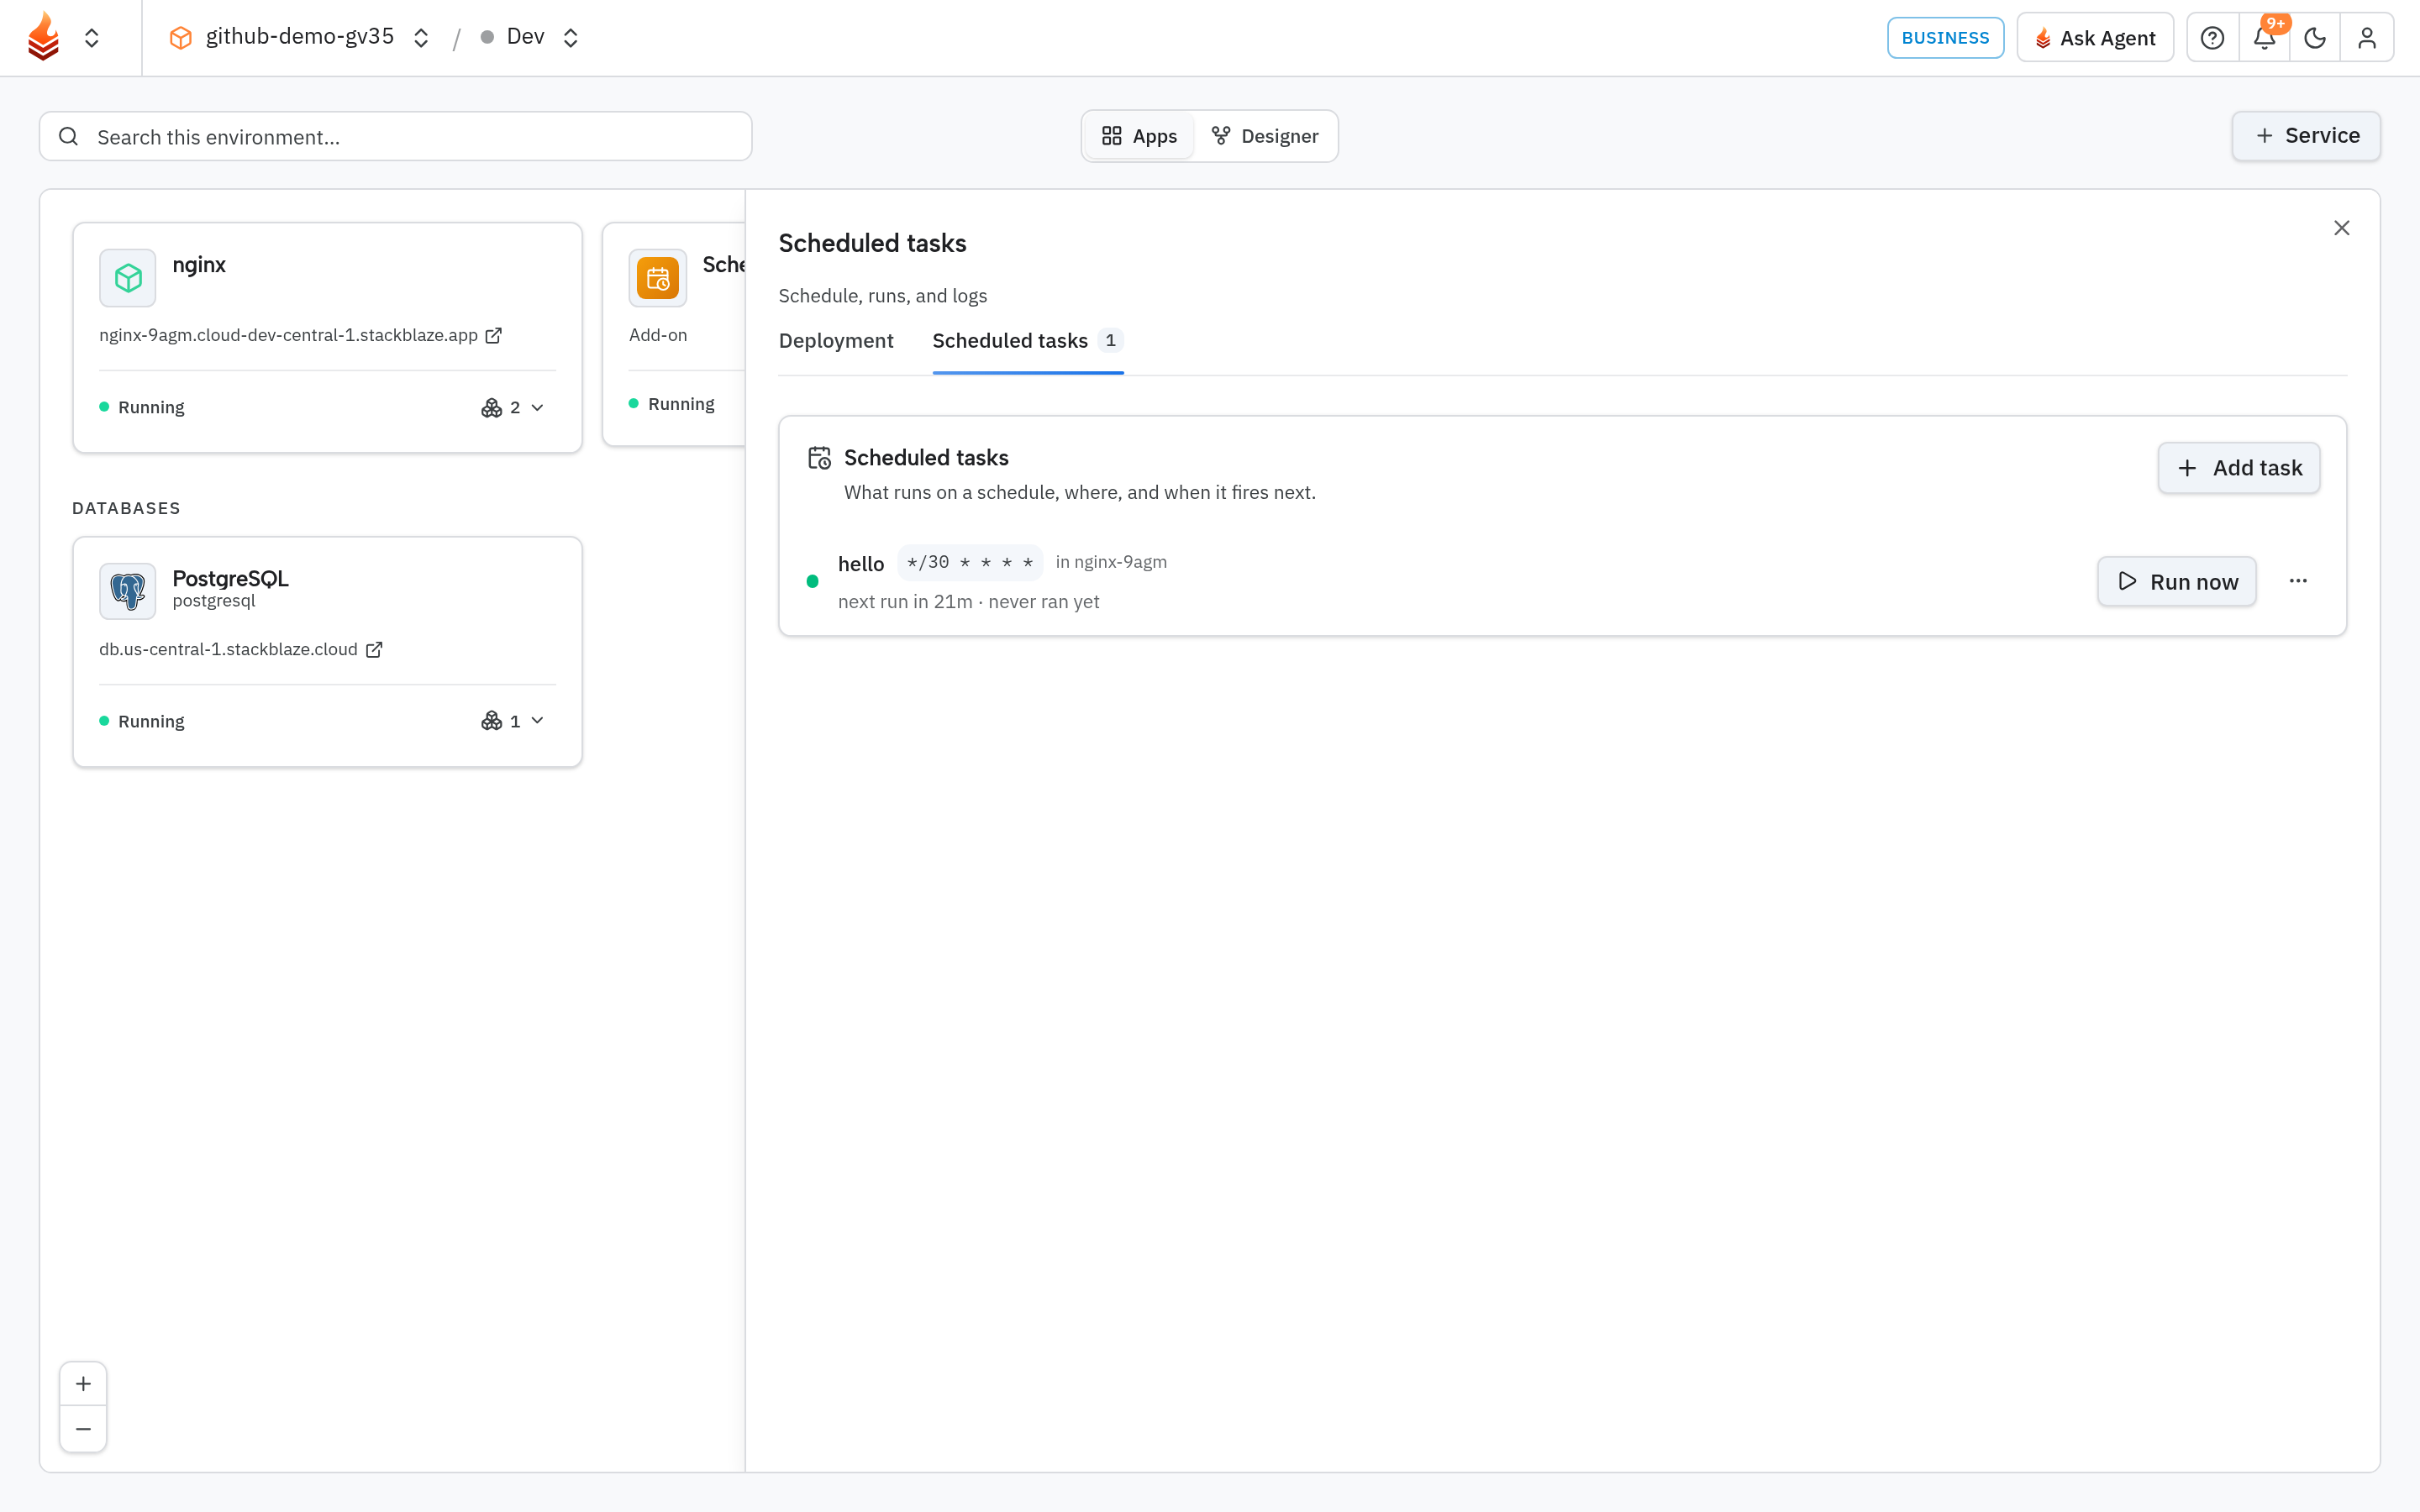 github-demo-gv35 / Dev
BUSINESS
Ask Agent
9+
Search this environment...
Apps
Designer
+ Service
nginx
nginx-9agm.cloud-dev-central-1.stackblaze.app
Running
2
Sche
Add-on
Running
DATABASES
PostgreSQL
postgresql
db.us-central-1.stackblaze.cloud
Running
1
Scheduled tasks
Schedule, runs, and logs
Deployment
Scheduled tasks 1
Scheduled tasks
What runs on a schedule, where, and when it fires next.
+ Add task
hello */30 * * * * in nginx-9agm
next run in 21m · never ran yet
Run now